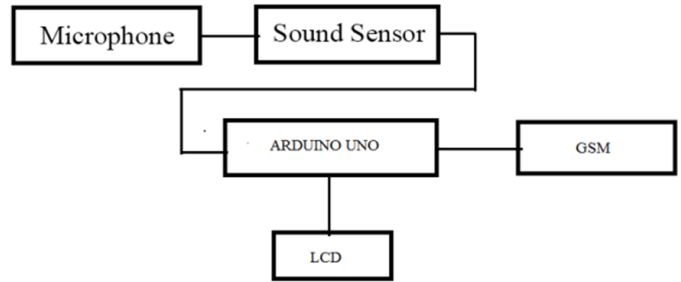 Microphone
Sound Sensor
ARDUINO UNO
GSM
LCD